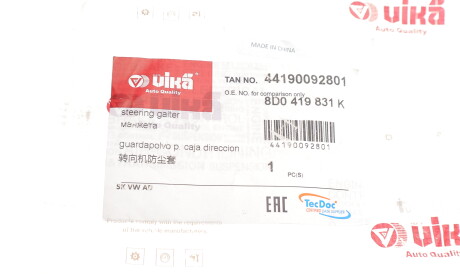 vika
Auto Quality
MADE IN CHINA
vika
Auto Quality
TAN NO. 44190092801
O.E. NO. for comparison only
8D0 419 831 K
steering gaiter
манжета
44190092801
guardapolvo p. caja direccion
转向机防尘套
1
PC(S)
SK VW AD
EAC
TecDoc
vika
Auto Quality